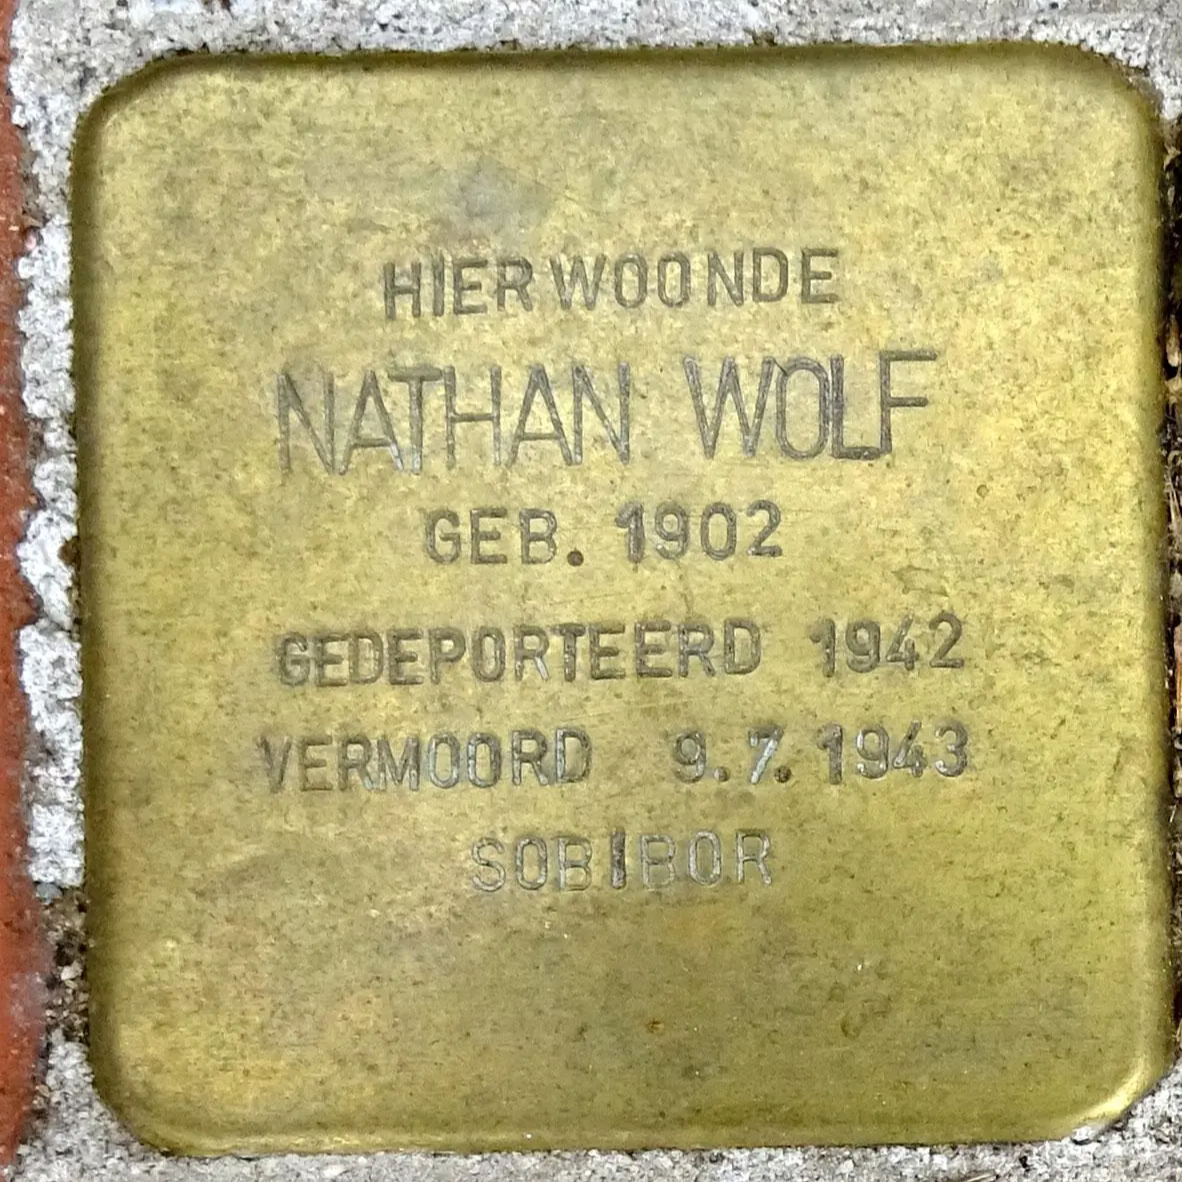 HIER WOONDE
NATHAN WOLF
GEB. 1902
GEDEPORTEERD 1942
VERMOORD 9.7.1943
SOBIBOR